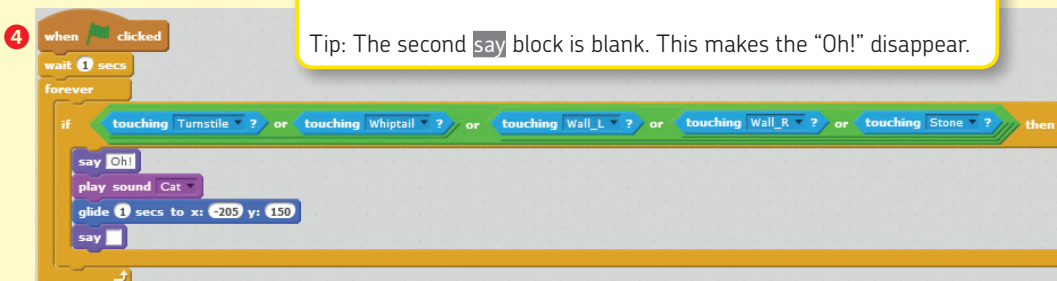 Tip: The second say block is blank. This makes the “Oh!” disappear.
4
when clicked
wait 1 secs
forever
if touching Turnstile ? or touching Whiptail ? or touching Wall_L ? or touching Wall_R ? or touching Stone ? then
say Oh!
play sound Cat
glide 1 secs to x: -205 y: 150
say